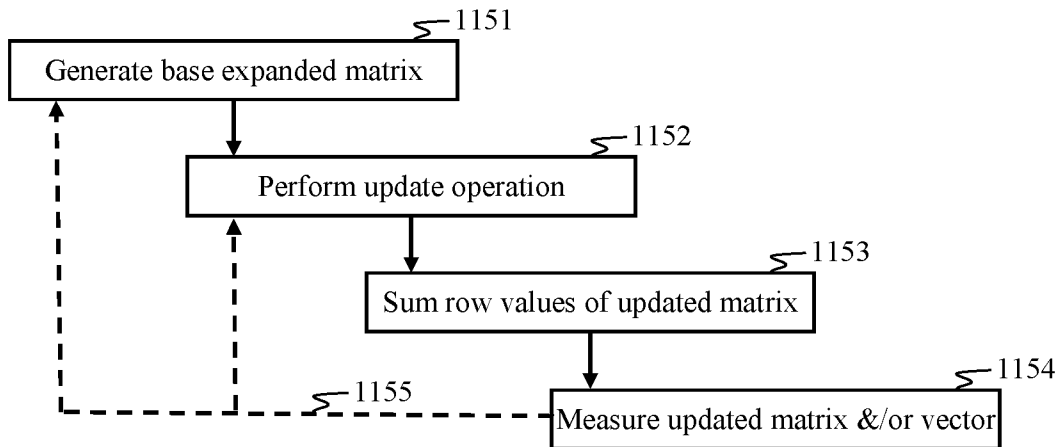 1151
Generate base expanded matrix
1152
Perform update operation
1153
Sum row values of updated matrix
1154
1155
Measure updated matrix &/or vector